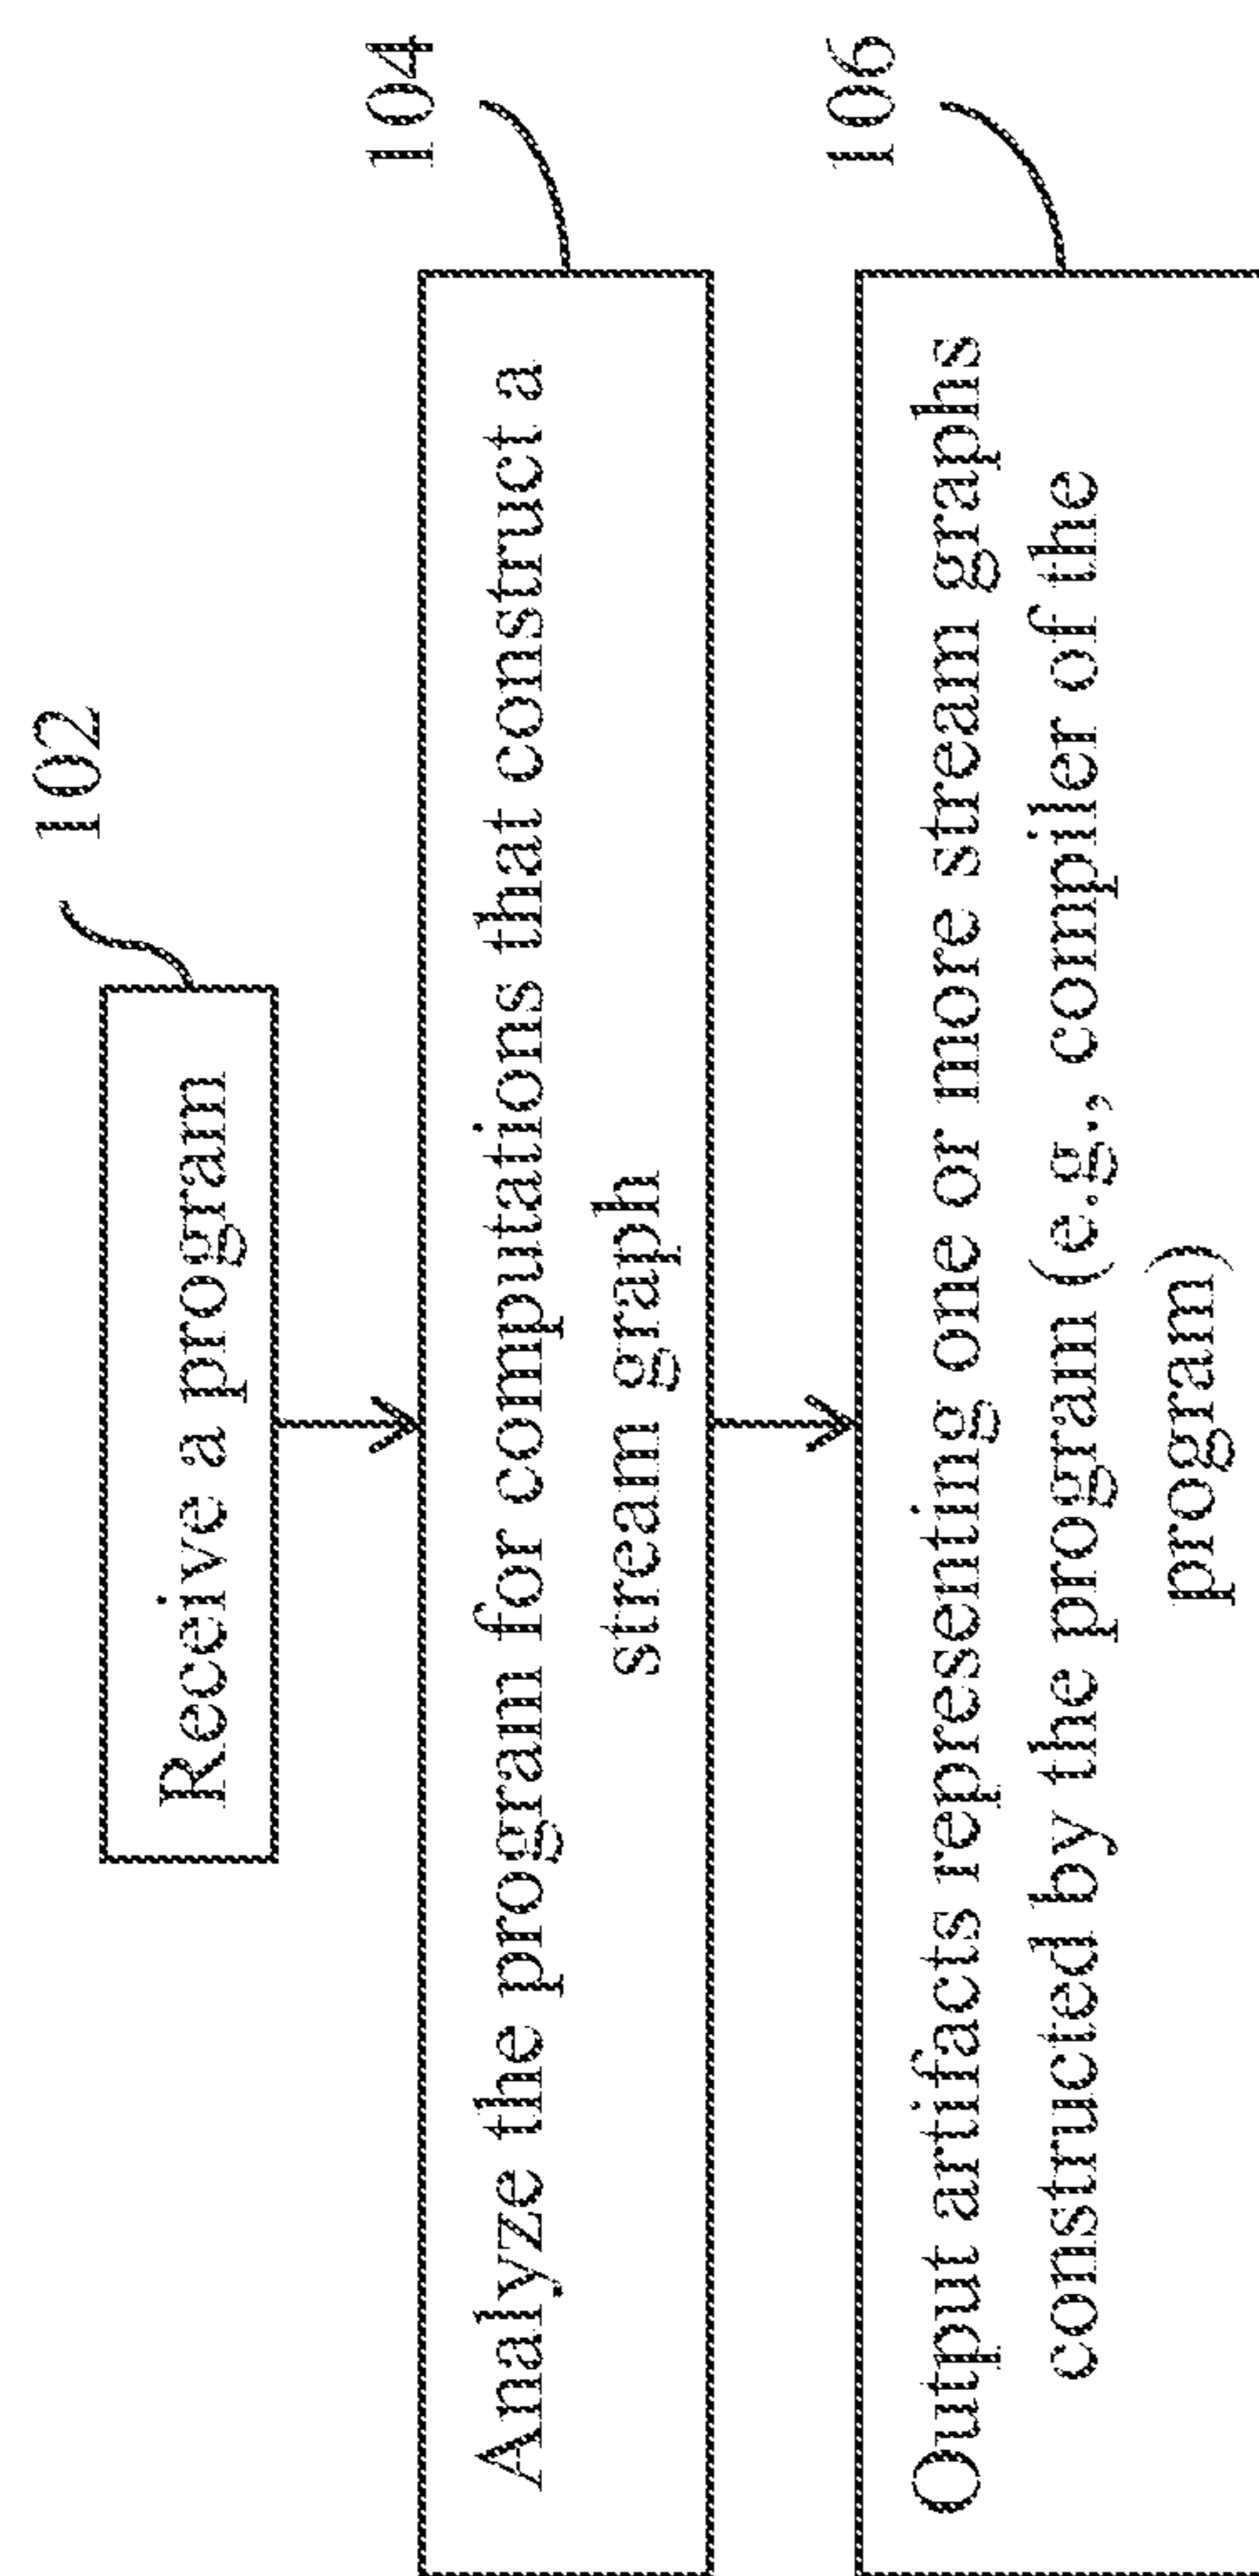 102
Receive a program
104
Analyze the program for computations that construct a
stream graph
106
Output artifacts representing one or more stream graphs
constructed by the program (e.g., compiler of the
program)